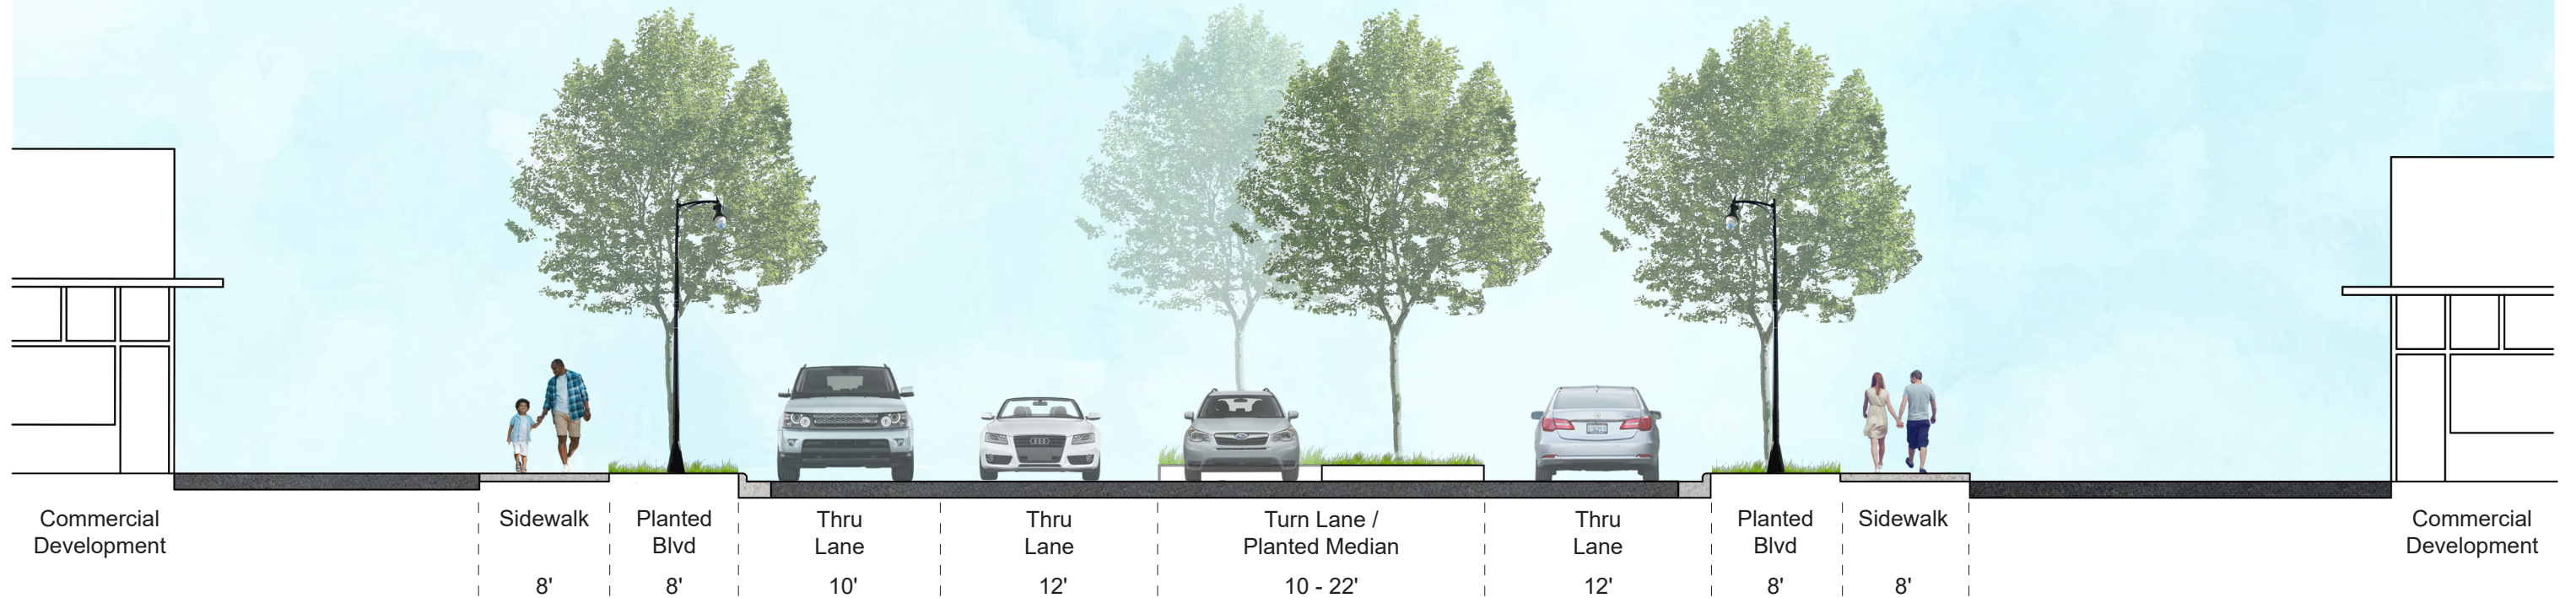 Commercial
Development
Sidewalk
8'
Planted
Blvd
8'
Thru
Lane
10'
Thru
Lane
12'
Turn Lane /
Planted Median
10 - 22'
Thru
Lane
12'
Planted
Blvd
8'
Sidewalk
8'
Commercial
Development